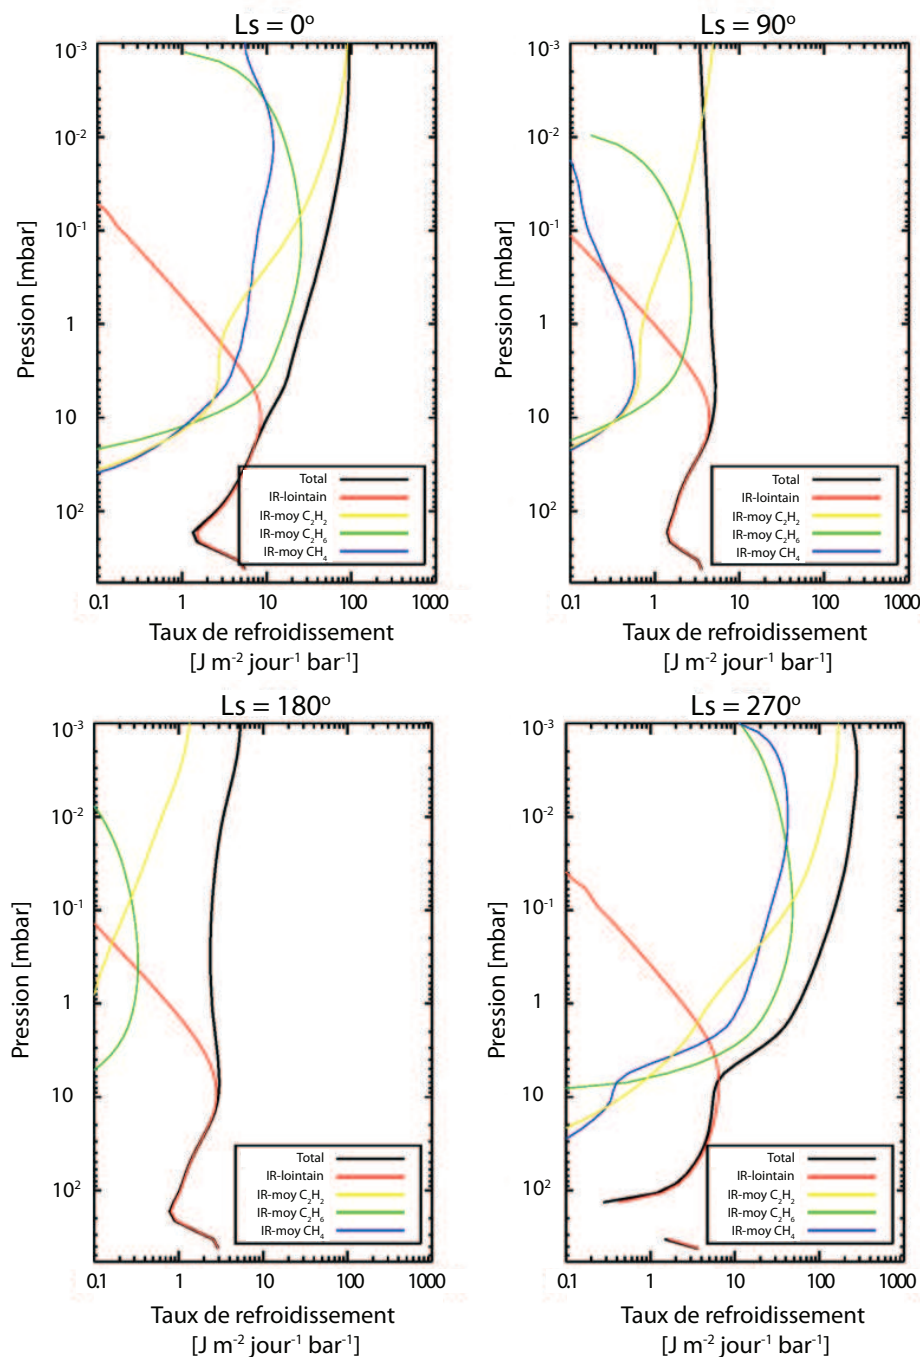 Ls = 0º
Ls = 90º
Pression [mbar]
10⁻³
10⁻²
10⁻¹
1
10
10²
Total
IR-lointain
IR-moy C₂H₂
IR-moy C₂H₆
IR-moy CH₄
0.1 1 10 100 1000
Taux de refroidissement
[J m⁻² jour⁻¹ bar⁻¹]
Pression [mbar]
10⁻³
10⁻²
10⁻¹
1
10
10²
Total
IR-lointain
IR-moy C₂H₂
IR-moy C₂H₆
IR-moy CH₄
0.1 1 10 100 1000
Taux de refroidissement
[J m⁻² jour⁻¹ bar⁻¹]
Ls = 180º
Ls = 270º
Pression [mbar]
10⁻³
10⁻²
10⁻¹
1
10
10²
Total
IR-lointain
IR-moy C₂H₂
IR-moy C₂H₆
IR-moy CH₄
0.1 1 10 100 1000
Taux de refroidissement
[J m⁻² jour⁻¹ bar⁻¹]
Pression [mbar]
10⁻³
10⁻²
10⁻¹
1
10
10²
Total
IR-lointain
IR-moy C₂H₂
IR-moy C₂H₆
IR-moy CH₄
0.1 1 10 100 1000
Taux de refroidissement
[J m⁻² jour⁻¹ bar⁻¹]